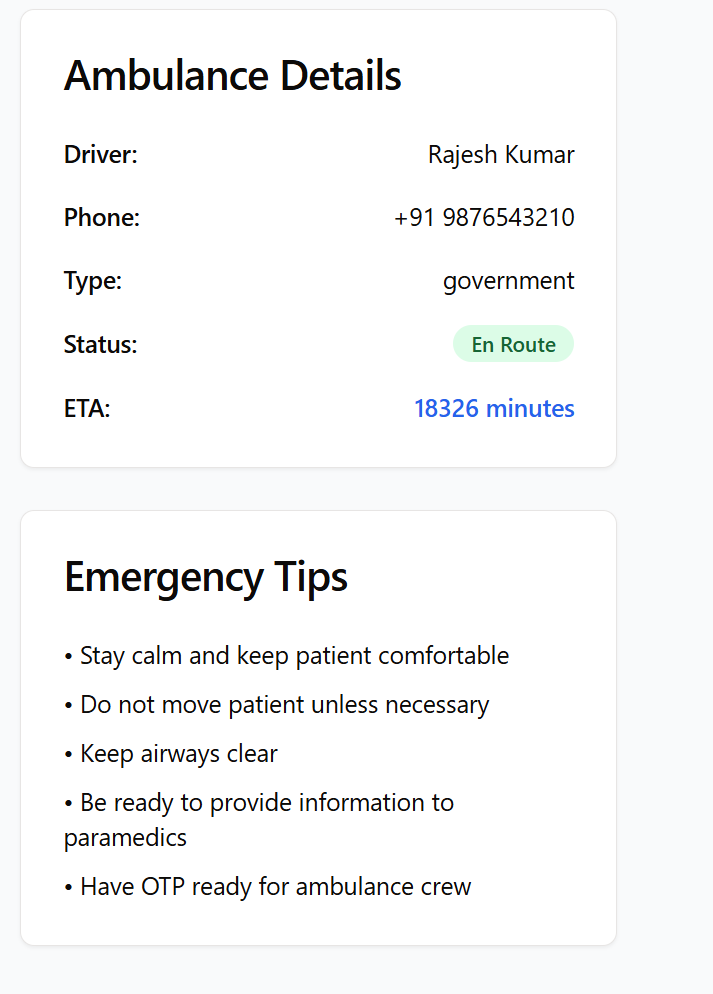 Ambulance Details
Driver: Rajesh Kumar
Phone: +91 9876543210
Type: government
Status: En Route
ETA: 18326 minutes
Emergency Tips
• Stay calm and keep patient comfortable
• Do not move patient unless necessary
• Keep airways clear
• Be ready to provide information to
paramedics
• Have OTP ready for ambulance crew